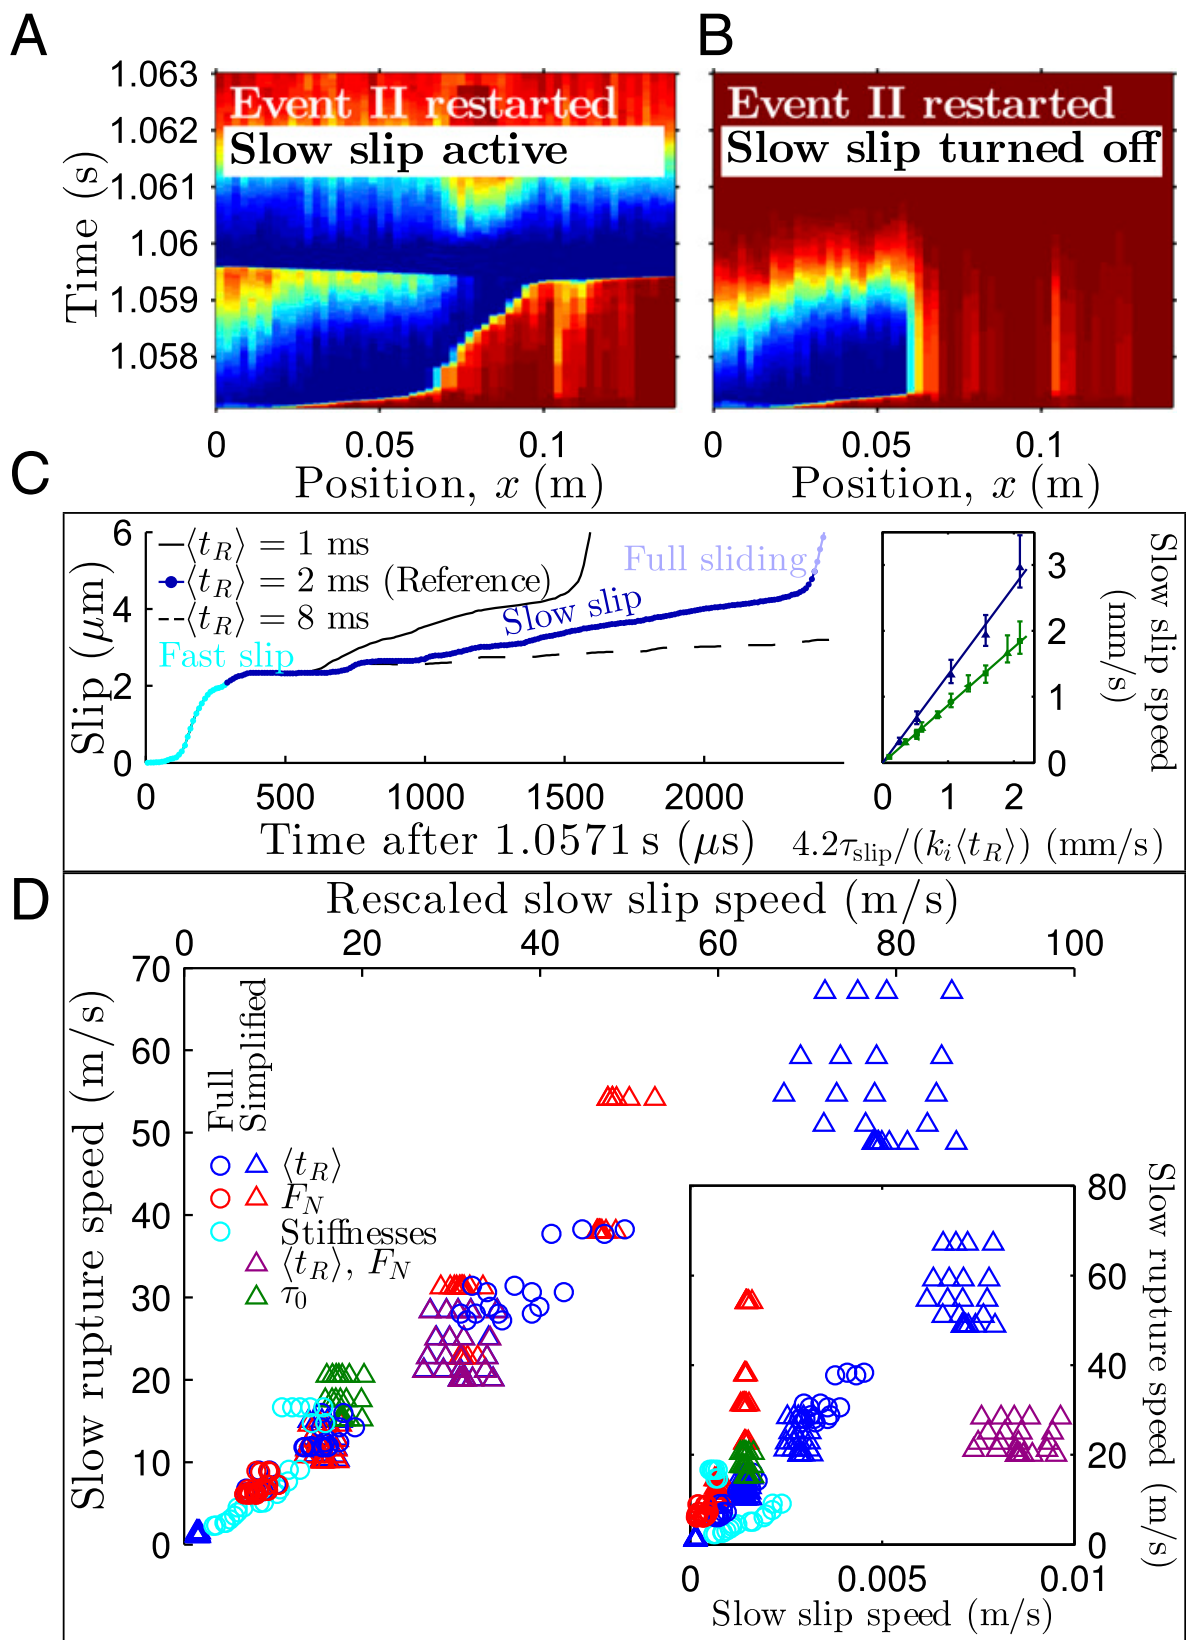 A
Event II restarted
Slow slip active
Time (s)
1.063
1.062
1.061
1.06
1.059
1.058
0 0.05 0.1
Position, x (m)
B
Event II restarted
Slow slip turned off
0 0.05 0.1
Position, x (m)
C
Slip (μm)
6
4
2
0
⟨t_R⟩ = 1 ms
⟨t_R⟩ = 2 ms (Reference)
⟨t_R⟩ = 8 ms
Fast slip
Slow slip
Full sliding
0 500 1000 1500 2000
Time after 1.0571 s (μs)
3
2
1
0
Slow slip speed
(mm/s)
0 1 2
4.2τ_slip/(k_i⟨t_R⟩) (mm/s)
D
Rescaled slow slip speed (m/s)
0 20 40 60 80 100
Slow rupture speed (m/s)
70
60
50
40
30
20
10
0
Full
Simplified
⟨t_R⟩
F_N
Stiffnesses
⟨t_R⟩, F_N
τ_0
80
60
40
20
0
Slow rupture speed (m/s)
0 0.005 0.01
Slow slip speed (m/s)